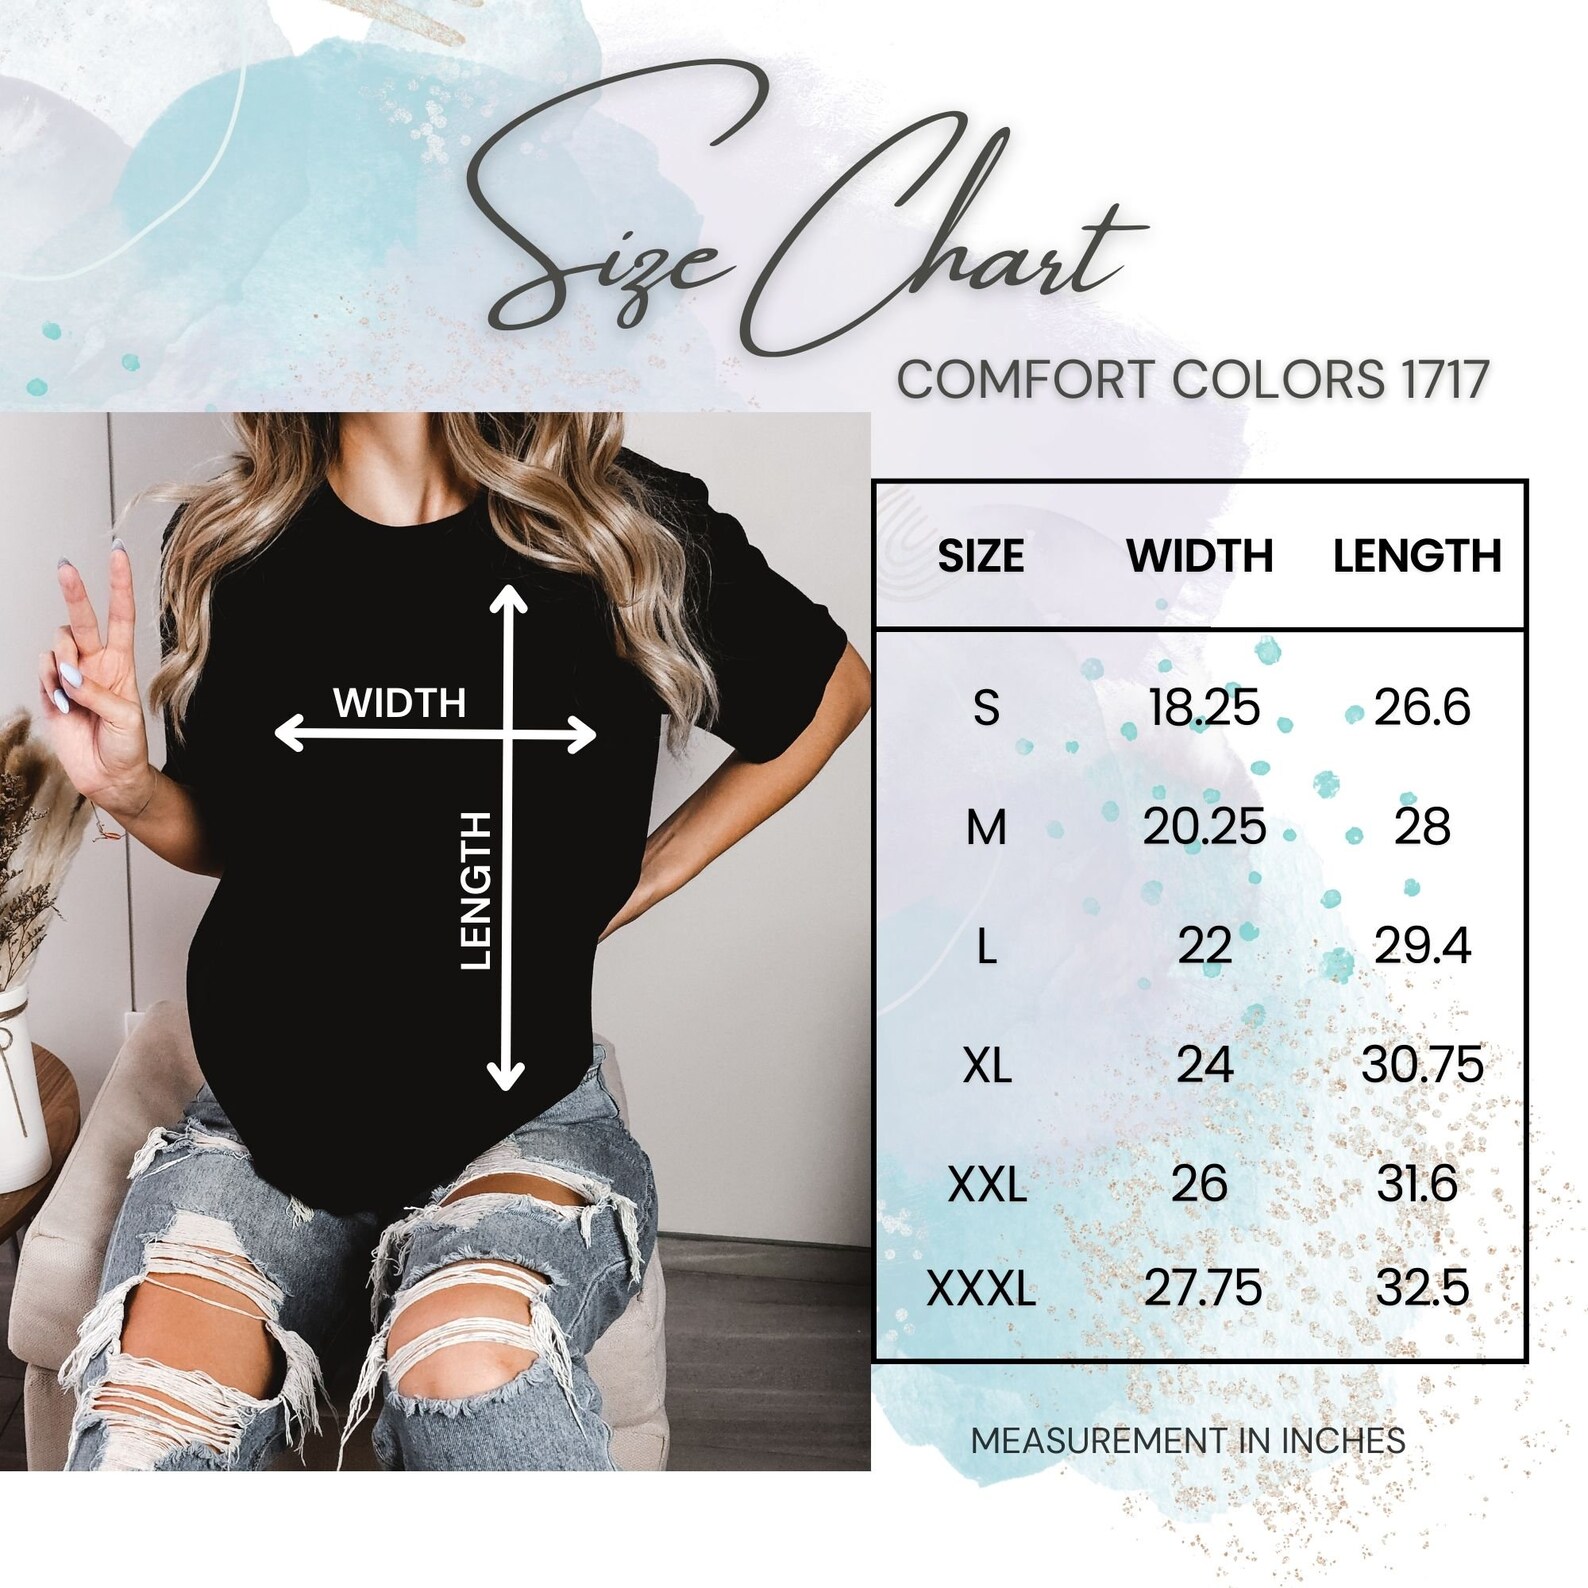 Size Chart
COMFORT COLORS 1717
WIDTH
LENGTH
SIZE WIDTH LENGTH
S 18.25 26.6
M 20.25 28
L 22 29.4
XL 24 30.75
XXL 26 31.6
XXXL 27.75 32.5
MEASUREMENT IN INCHES